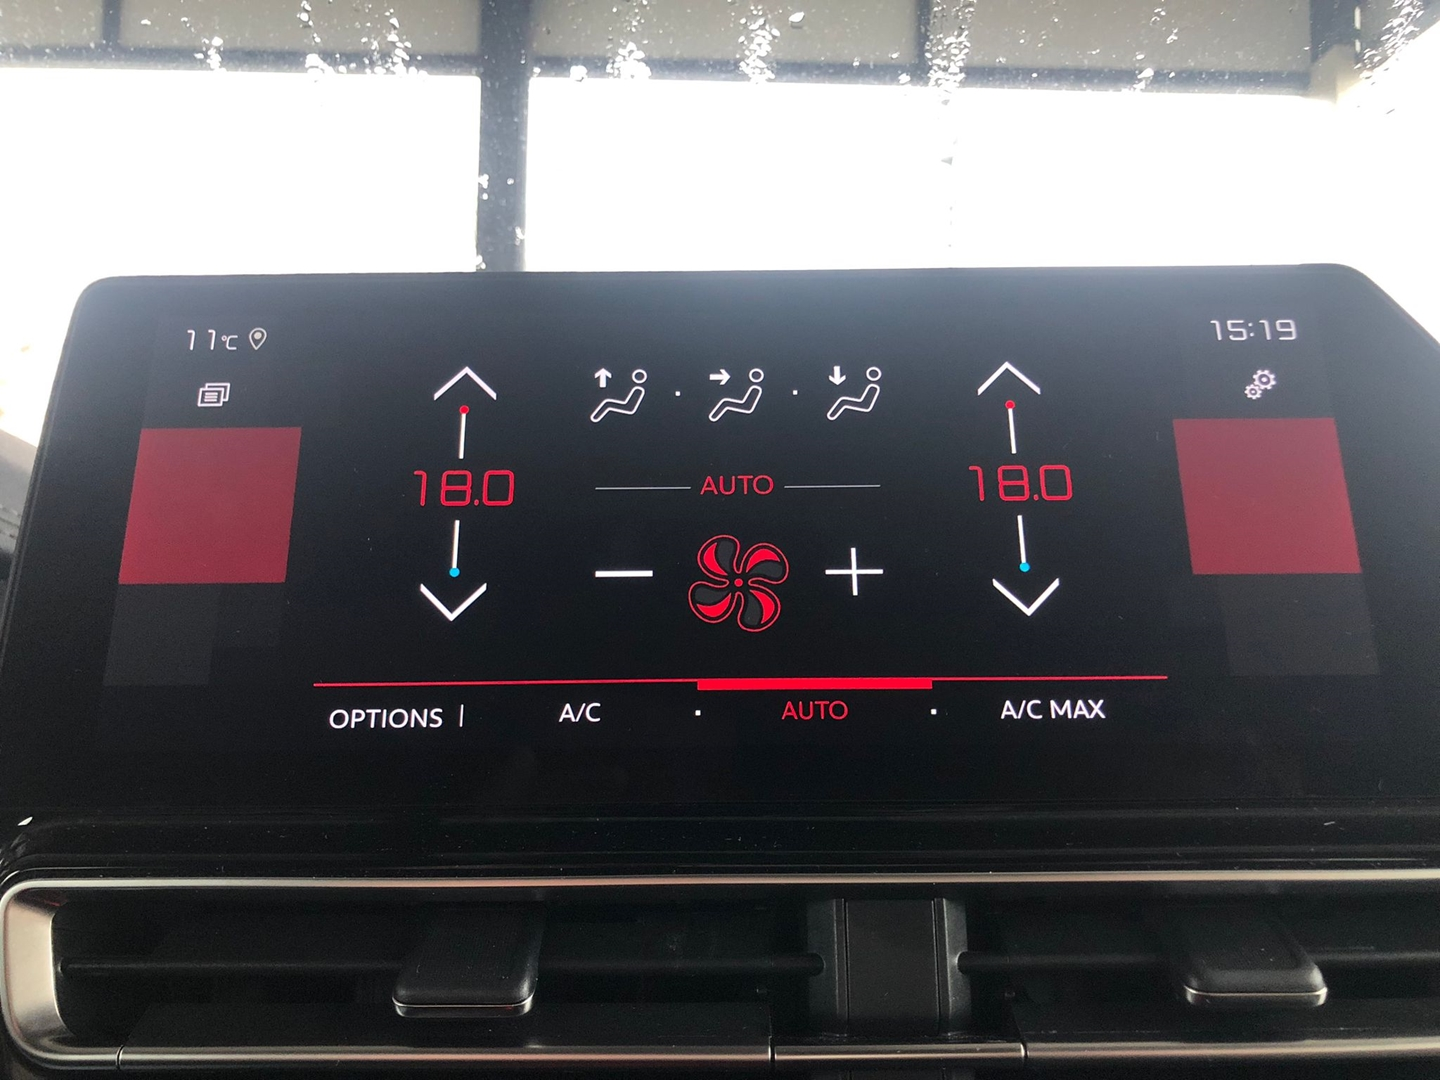 11°C
15:19
18.0
AUTO
18.0
OPTIONS | A/C · AUTO · A/C MAX